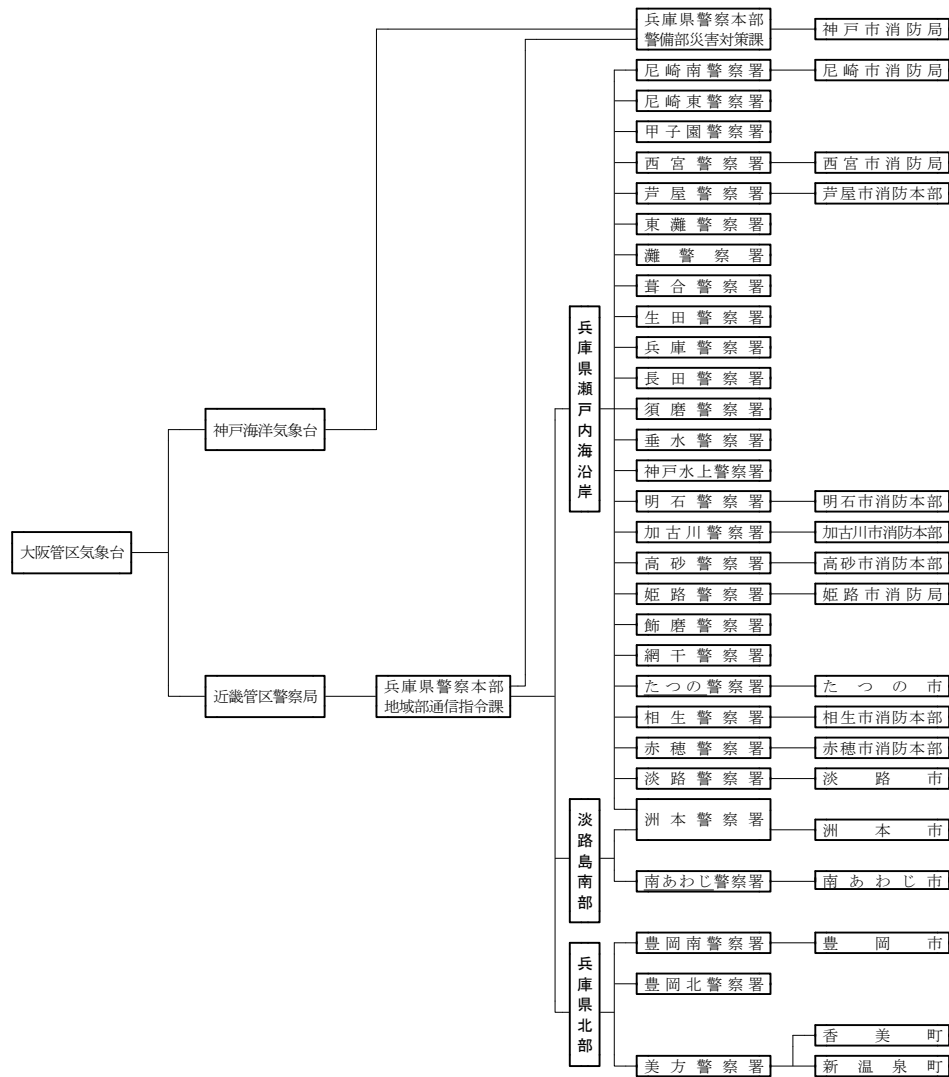 兵庫県警察本部
警備部災害対策課
神戸市消防局
尼崎南警察署
尼崎市消防局
尼崎東警察署
甲子園警察署
西宮警察署
西宮市消防局
芦屋警察署
芦屋市消防本部
東灘警察署
灘警察署
葺合警察署
生田警察署
兵庫警察署
長田警察署
須磨警察署
垂水警察署
神戸水上警察署
明石警察署
明石市消防本部
加古川警察署
加古川市消防本部
高砂警察署
高砂市消防本部
姫路警察署
姫路市消防局
飾磨警察署
網干警察署
たつの警察署
たつの市
相生警察署
相生市消防本部
赤穂警察署
赤穂市消防本部
淡路警察署
淡路市
洲本警察署
洲本市
南あわじ警察署
南あわじ市
豊岡南警察署
豊岡市
豊岡北警察署
香美町
美方警察署
新温泉町
兵庫県瀬戸内海沿岸
淡路島南部
兵庫県北部
神戸海洋気象台
大阪管区気象台
近畿管区警察局
兵庫県警察本部
地域部通信指令課